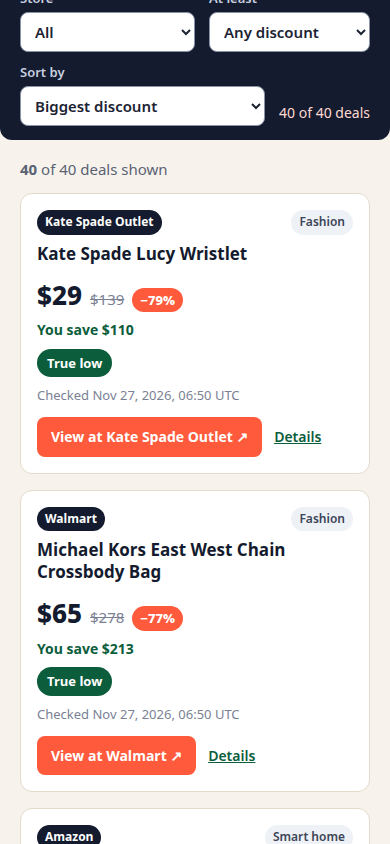 Store
At least
All
Any discount
Sort by
Biggest discount
40 of 40 deals
40 of 40 deals shown
Kate Spade Outlet
Fashion
Kate Spade Lucy Wristlet
$29 $139 −79%
You save $110
True low
Checked Nov 27, 2026, 06:50 UTC
View at Kate Spade Outlet ↗
Details
Walmart
Fashion
Michael Kors East West Chain
Crossbody Bag
$65 $278 −77%
You save $213
True low
Checked Nov 27, 2026, 06:50 UTC
View at Walmart ↗
Details
Amazon
Smart home